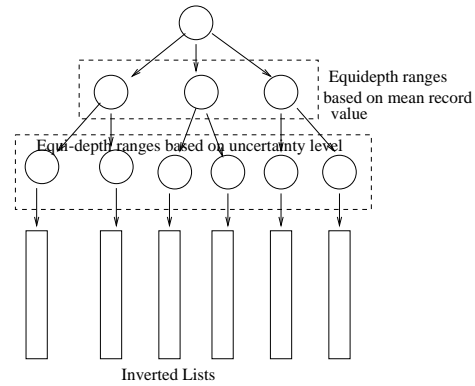 Equidepth ranges
based on mean record
value
Equi-depth ranges based on uncertainty level
Inverted Lists